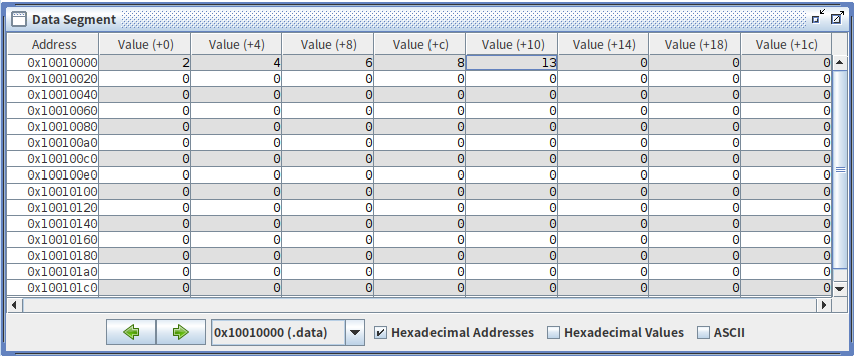 Data Segment
Address Value (+0) Value (+4) Value (+8) Value (+c) Value (+10) Value (+14) Value (+18) Value (+1c)
0x10010000 2 4 6 8 13 0 0 0
0x10010020 0 0 0 0 0 0 0 0
0x10010040 0 0 0 0 0 0 0 0
0x10010060 0 0 0 0 0 0 0 0
0x10010080 0 0 0 0 0 0 0 0
0x100100a0 0 0 0 0 0 0 0 0
0x100100c0 0 0 0 0 0 0 0 0
0x100100e0 0 0 0 0 0 0 0 0
0x10010100 0 0 0 0 0 0 0 0
0x10010120 0 0 0 0 0 0 0 0
0x10010140 0 0 0 0 0 0 0 0
0x10010160 0 0 0 0 0 0 0 0
0x10010180 0 0 0 0 0 0 0 0
0x100101a0 0 0 0 0 0 0 0 0
0x100101c0 0 0 0 0 0 0 0 0
0x10010000 (.data) Hexadecimal Addresses Hexadecimal Values ASCII